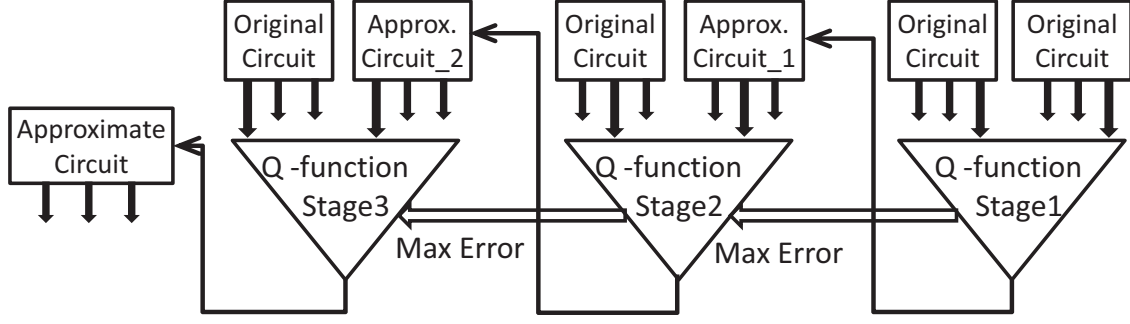 Original
Circuit
Approx.
Circuit_2
Original
Circuit
Approx.
Circuit_1
Original
Circuit
Original
Circuit
Approximate
Circuit
Q -function
Stage3
Q -function
Stage2
Q -function
Stage1
Max Error
Max Error